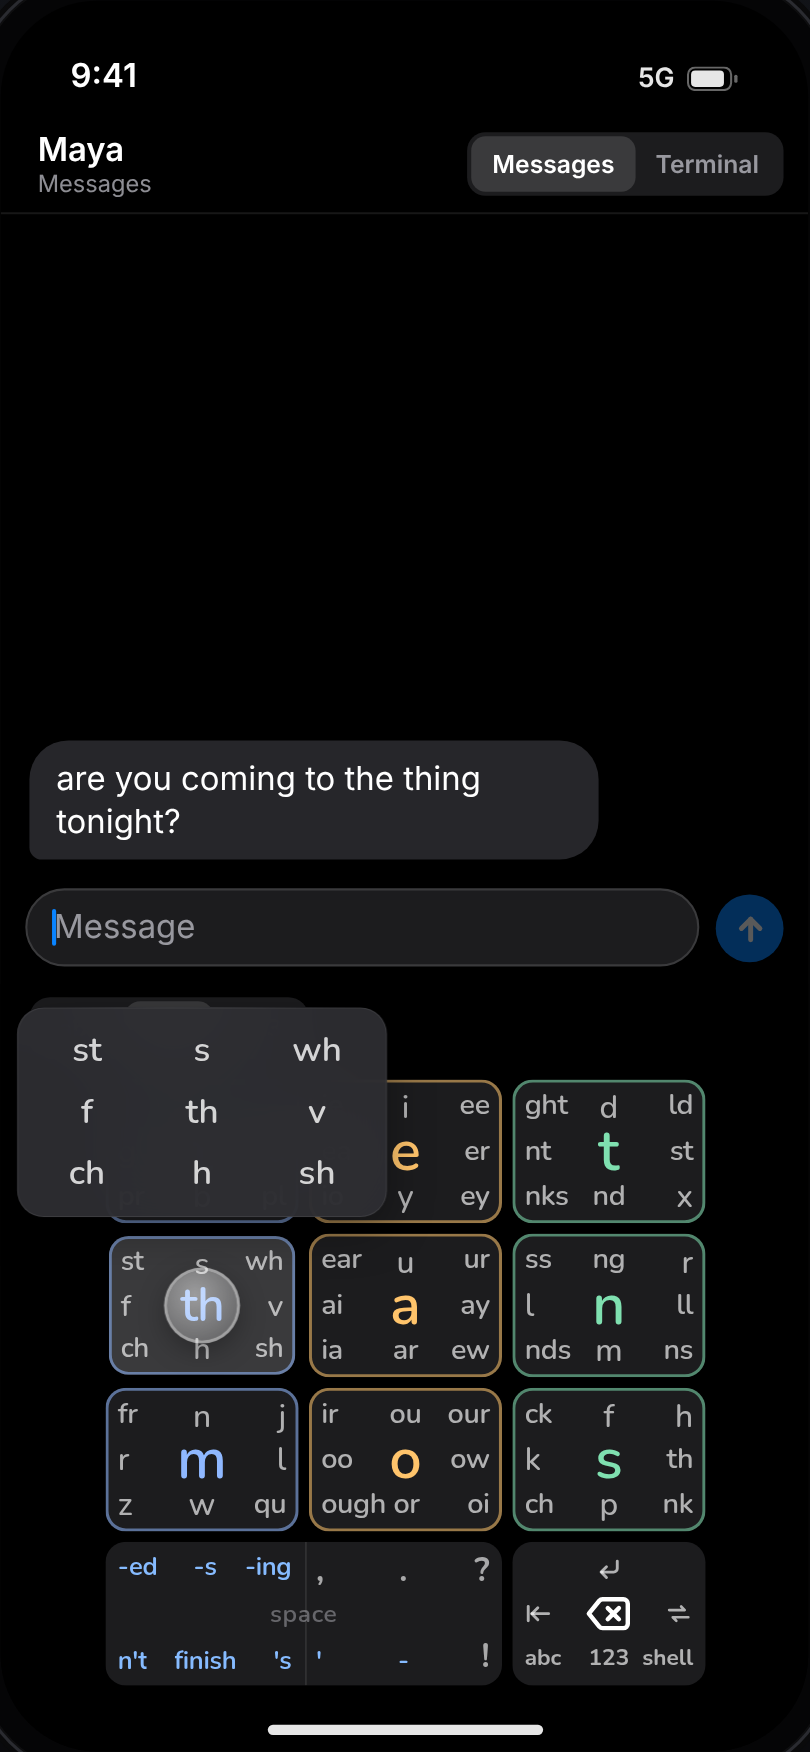 9:41 5G
Maya
Messages
Messages Terminal
are you coming to the thing
tonight?
Message
st s wh
f th v
ch h sh
i ee
e er
y ey
ght d ld
nt t st
nks nd x
st s wh
f th v
ch h sh
ear u ur
ai a ay
ia ar ew
ss ng r
l n ll
nds m ns
fr n j
r m l
z w qu
ir ou our
oo o ow
ough or oi
ck f h
k s th
ch p nk
-ed -s -ing , . ?
space
n't finish 's ' - !
abc 123 shell